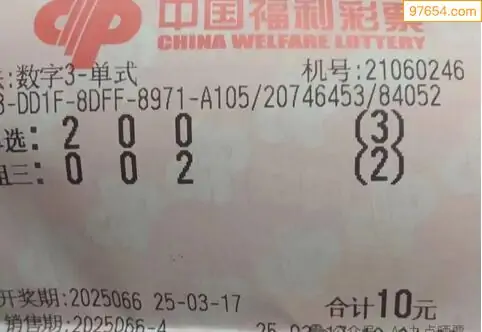 97654.com
中国福利彩票
CHINA WELFARE LOTTERY
:数字3-单式 机号:21060246
-DD1F-8DFF-8971-A105/20746453/84052
选: 2 0 0 (3)
组三: 0 0 2 (2)
开奖期:2025066 25-03-17 合计10元
销售期:2025066-4